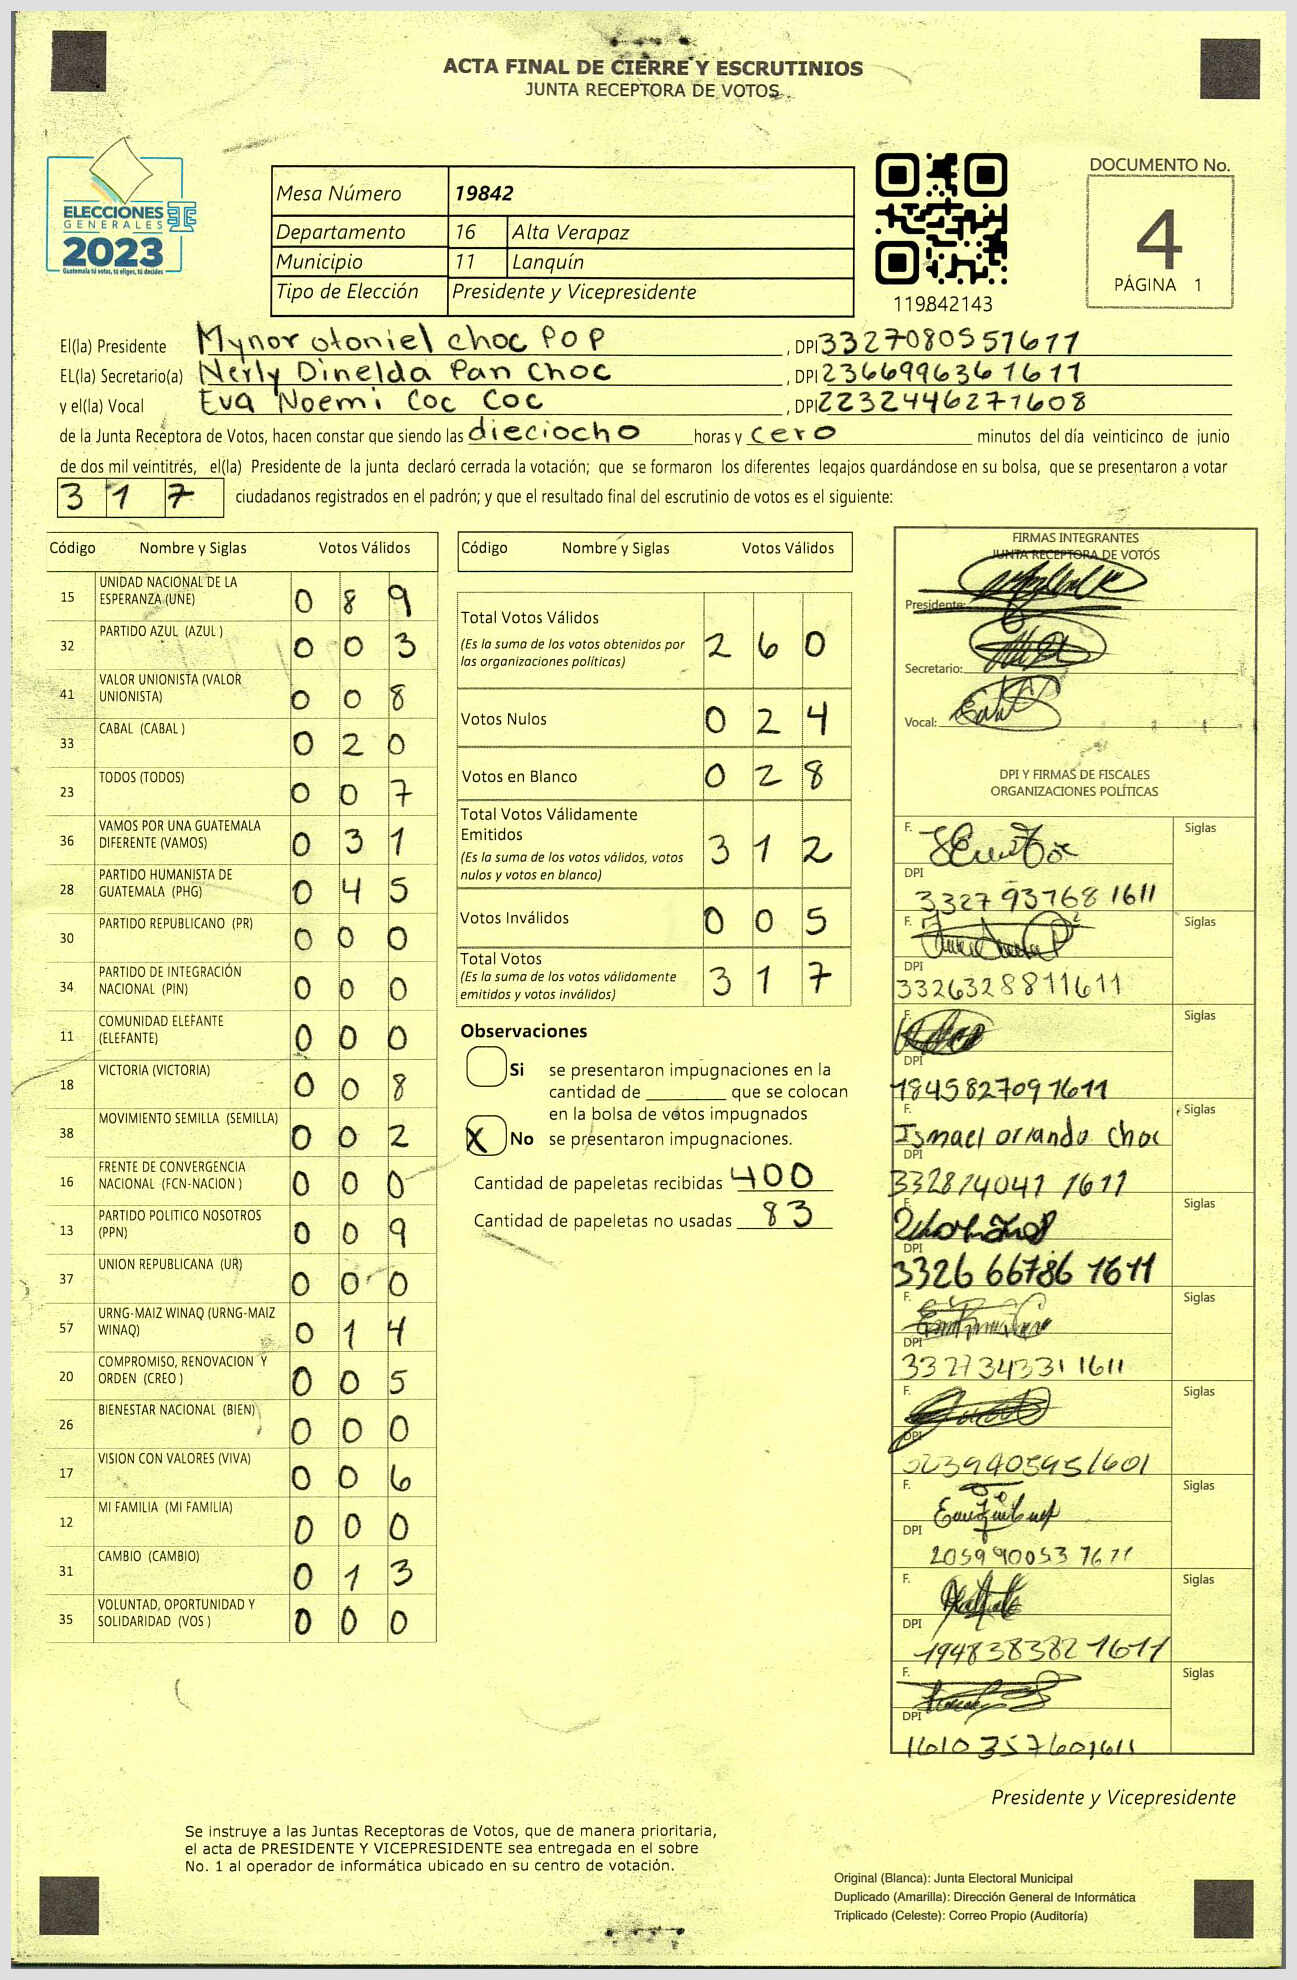 ACTA FINAL DE CIERRE Y ESCRUTINIOS
JUNTA RECEPTORA DE VOTOS
ELECCIONES
GENERALES
2023
Guatemala tú votas, tú eliges, tú decides
Mesa Número 19842
Departamento 16 Alta Verapaz
Municipio 11 Lanquín
Tipo de Elección Presidente y Vicepresidente
119842143
DOCUMENTO No.
4
PÁGINA 1
El(la) Presidente Mynor otoniel choc POP , DPI 3327080551611
EL(la) Secretario(a) Nerly Dinelda Pan Choc , DPI 2366996361611
y el(la) Vocal Eva Noemi Coc Coc , DPI 2232446271608
de la Junta Receptora de Votos, hacen constar que siendo las dieciocho horas y cero minutos del día veinticinco de junio
de dos mil veintitrés, el(la) Presidente de la junta declaró cerrada la votación; que se formaron los diferentes legajos guardándose en su bolsa, que se presentaron a votar
317 ciudadanos registrados en el padrón; y que el resultado final del escrutinio de votos es el siguiente:
Código Nombre y Siglas Votos Válidos
15 UNIDAD NACIONAL DE LA ESPERANZA (UNE) 0 8 9
32 PARTIDO AZUL (AZUL ) 0 0 3
41 VALOR UNIONISTA (VALOR UNIONISTA) 0 0 8
33 CABAL (CABAL ) 0 2 0
23 TODOS (TODOS) 0 0 7
36 VAMOS POR UNA GUATEMALA DIFERENTE (VAMOS) 0 3 1
28 PARTIDO HUMANISTA DE GUATEMALA (PHG) 0 4 5
30 PARTIDO REPUBLICANO (PR) 0 0 0
34 PARTIDO DE INTEGRACIÓN NACIONAL (PIN) 0 0 0
11 COMUNIDAD ELEFANTE (ELEFANTE) 0 0 0
18 VICTORIA (VICTORIA) 0 0 8
38 MOVIMIENTO SEMILLA (SEMILLA) 0 0 2
16 FRENTE DE CONVERGENCIA NACIONAL (FCN-NACION ) 0 0 0
13 PARTIDO POLITICO NOSOTROS (PPN) 0 0 9
37 UNION REPUBLICANA (UR) 0 0 0
57 URNG-MAIZ WINAQ (URNG-MAIZ WINAQ) 0 1 4
20 COMPROMISO, RENOVACION Y ORDEN (CREO ) 0 0 5
26 BIENESTAR NACIONAL (BIEN) 0 0 0
17 VISION CON VALORES (VIVA) 0 0 6
12 MI FAMILIA (MI FAMILIA) 0 0 0
31 CAMBIO (CAMBIO) 0 1 3
35 VOLUNTAD, OPORTUNIDAD Y SOLIDARIDAD (VOS ) 0 0 0
Código Nombre y Siglas Votos Válidos
Total Votos Válidos 2 6 0
(Es la suma de los votos obtenidos por
las organizaciones políticas)
Votos Nulos 0 2 4
Votos en Blanco 0 2 8
Total Votos Válidamente
Emitidos 3 1 2
(Es la suma de los votos válidos, votos
nulos y votos en blanco)
Votos Inválidos 0 0 5
Total Votos 3 1 7
(Es la suma de los votos válidamente
emitidos y votos inválidos)
Observaciones
Si se presentaron impugnaciones en la
cantidad de ________ que se colocan
en la bolsa de votos impugnados
X No se presentaron impugnaciones.
Cantidad de papeletas recibidas 400
Cantidad de papeletas no usadas 83
FIRMAS INTEGRANTES
JUNTA RECEPTORA DE VOTOS
Presidente:
Secretario:
Vocal:
DPI Y FIRMAS DE FISCALES
ORGANIZACIONES POLÍTICAS
F. Siglas
DPI
3327 93768 1611
F. Siglas
DPI
3326328811611
F. Siglas
DPI
1845827091611
F. Siglas
Ismael orlando choc
DPI
332814041 1611
F. Siglas
DPI
3326 66786 1611
F. Siglas
DPI
332734331 1611
F. Siglas
DPI
F. Siglas
DPI
205990053 1611
F. Siglas
DPI
194838382 1611
F. Siglas
DPI
1610357601611
Presidente y Vicepresidente
Se instruye a las Juntas Receptoras de Votos, que de manera prioritaria,
el acta de PRESIDENTE Y VICEPRESIDENTE sea entregada en el sobre
No. 1 al operador de informática ubicado en su centro de votación.
Original (Blanca): Junta Electoral Municipal
Duplicado (Amarilla): Dirección General de Informática
Triplicado (Celeste): Correo Propio (Auditoría)